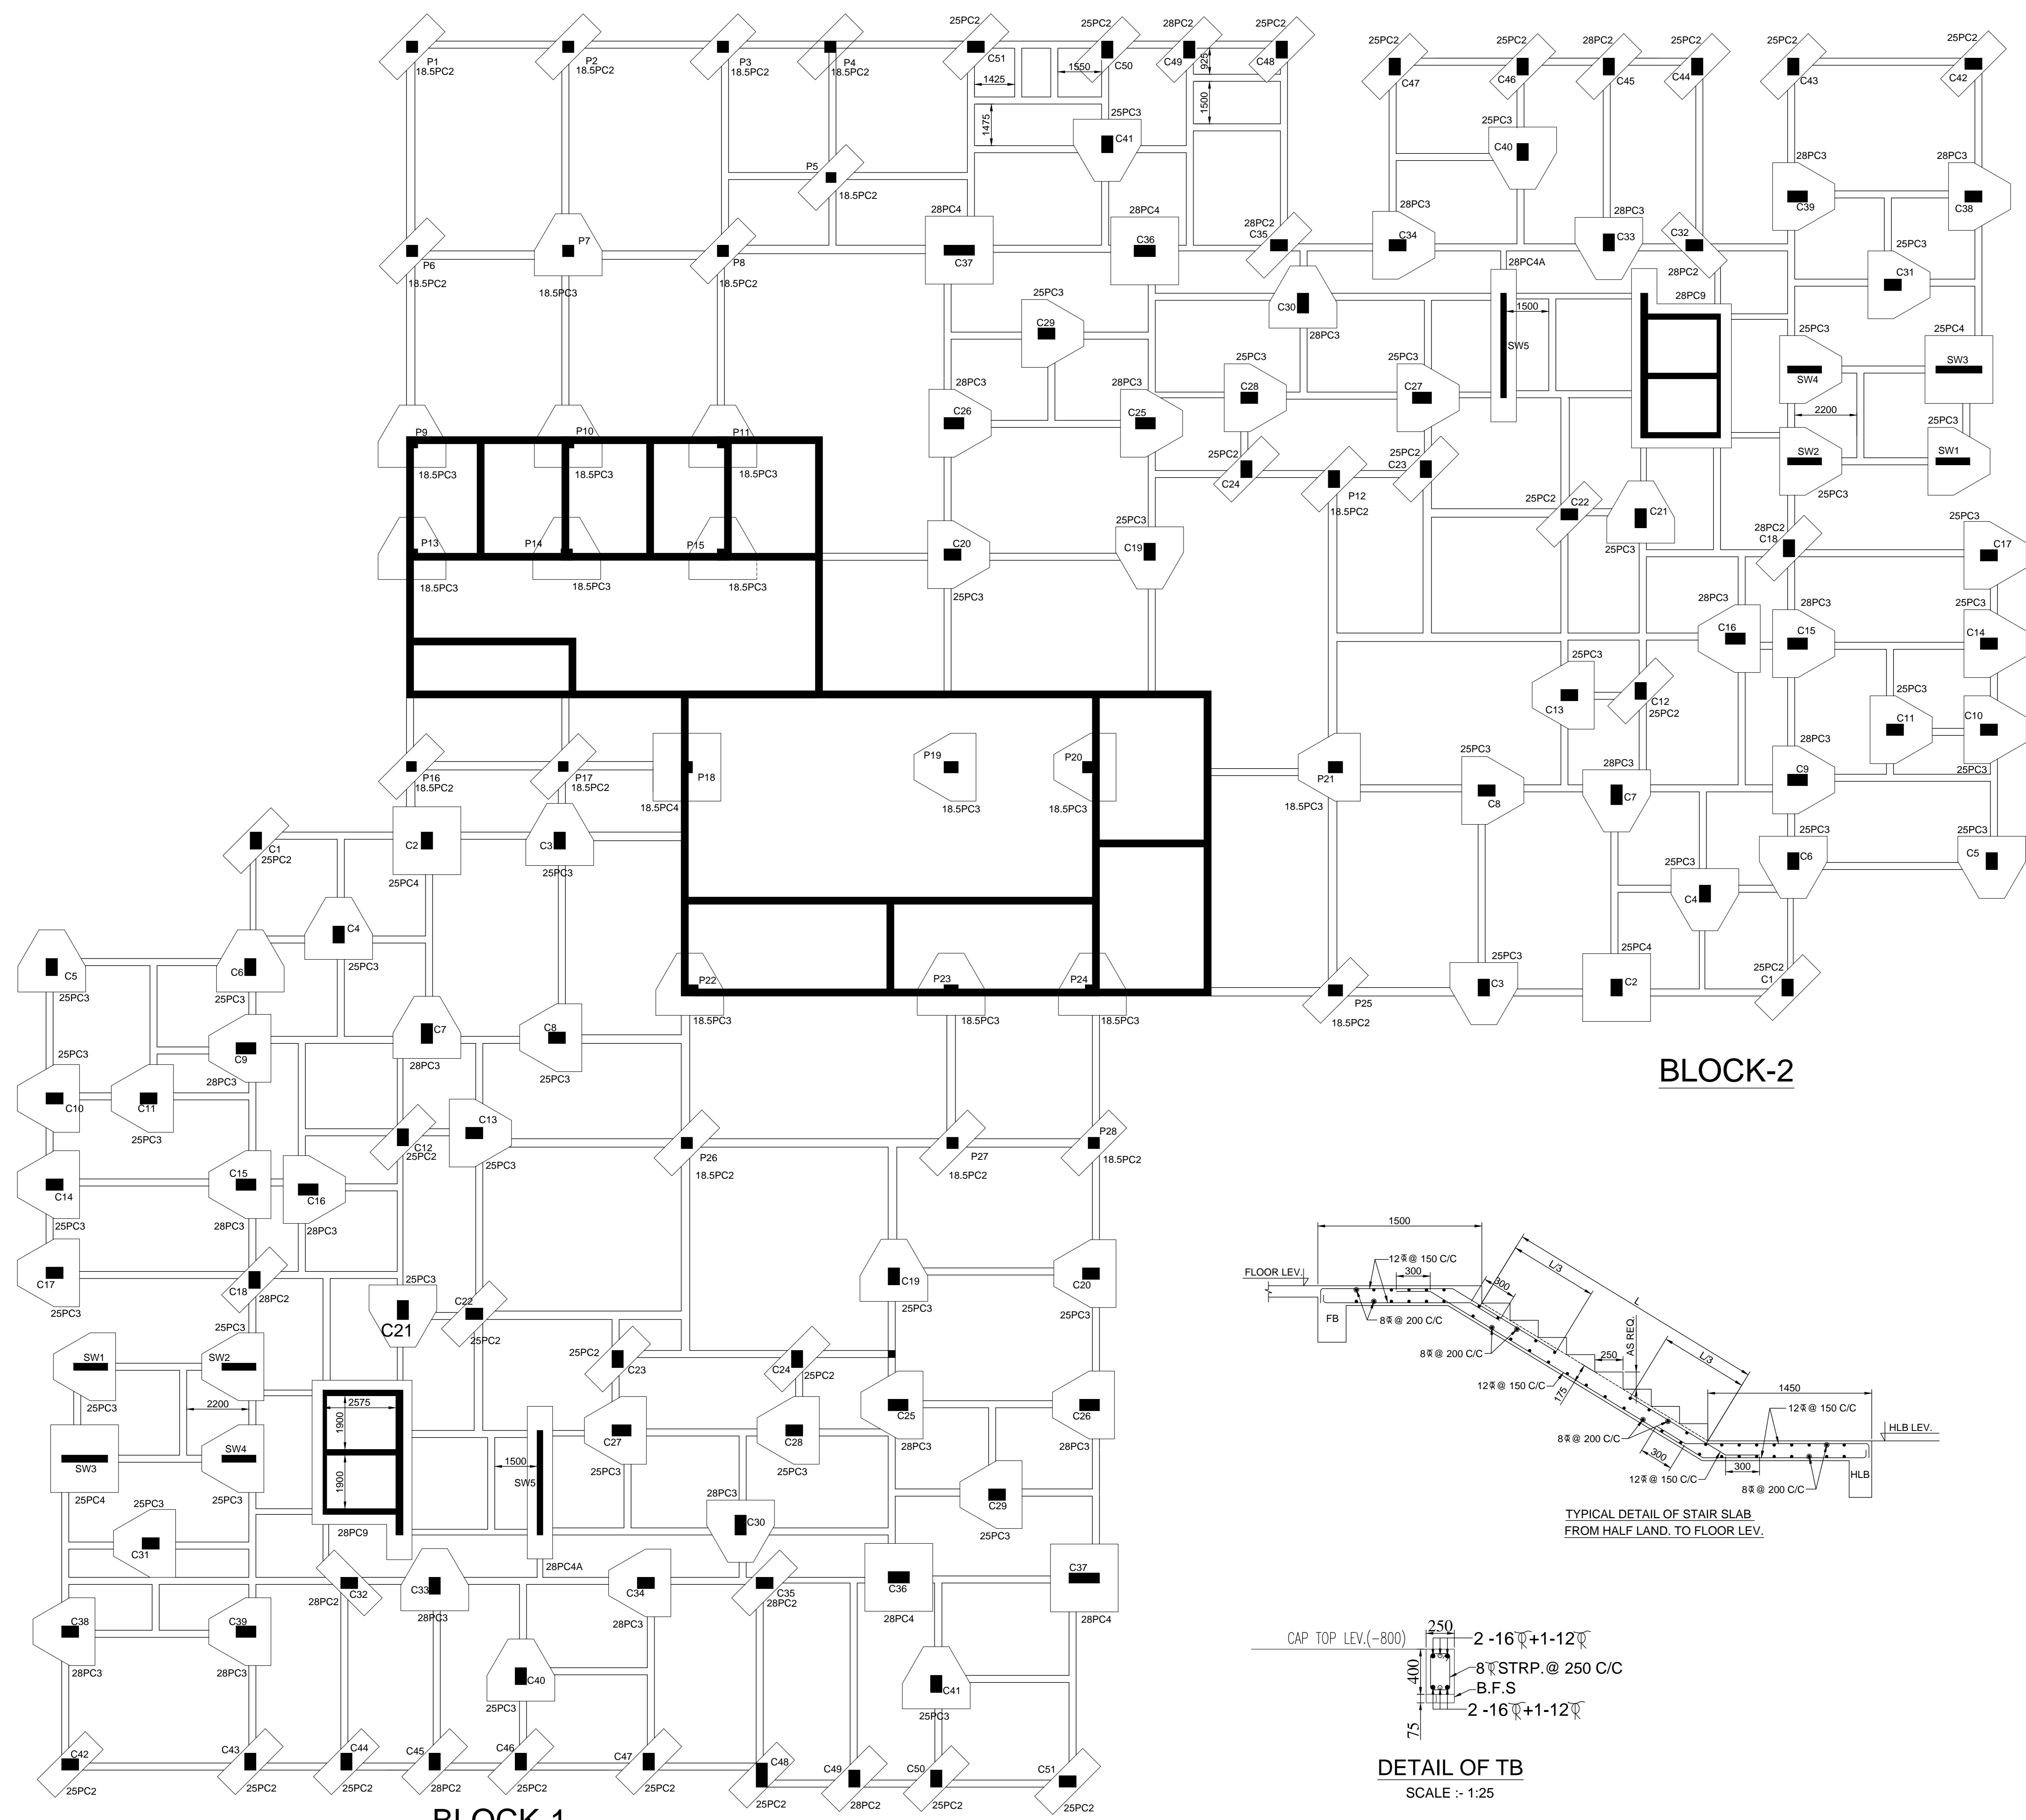 25PC2
25PC2
28PC2
25PC2
P1
18.5PC2
P2
18.5PC2
P3
18.5PC2
P4
18.5PC2
C51
C50
C49
C48
1425
1550
925
1500
1475
25PC2
25PC2
28PC2
25PC2
25PC2
25PC2
C47
C46
C45
C44
C43
C42
25PC3
C41
25PC3
C40
P5
18.5PC2
28PC3
C39
28PC3
C38
P6
18.5PC2
P7
18.5PC3
P8
18.5PC2
28PC4
C37
28PC4
C36
28PC2
C35
28PC3
C34
28PC3
C33
C32
28PC2
28PC4A
SW5
1500
28PC9
25PC3
C31
25PC3
C29
C30
28PC3
25PC3
C28
25PC3
C27
25PC3
SW4
25PC4
SW3
2200
28PC3
C26
28PC3
C25
SW2
25PC3
25PC3
SW1
P9
18.5PC3
P10
18.5PC3
P11
18.5PC3
25PC2
C24
P12
18.5PC2
25PC2
C23
25PC2
C22
C21
25PC3
28PC2
C18
25PC3
C17
P13
18.5PC3
P14
18.5PC3
P15
18.5PC3
C20
25PC3
25PC3
C19
28PC3
C16
28PC3
C15
25PC3
C14
25PC3
C13
C12
25PC2
25PC3
C11
C10
25PC3
P16
18.5PC2
P17
18.5PC2
P18
18.5PC4
P19
18.5PC3
P20
18.5PC3
P21
18.5PC3
25PC3
C8
28PC3
C7
28PC3
C9
25PC3
C6
25PC3
C5
25PC3
C4
C1
25PC2
C2
25PC4
C3
25PC3
P22
18.5PC3
P23
18.5PC3
P24
18.5PC3
P25
18.5PC2
25PC3
C3
25PC4
C2
25PC2
C1
BLOCK-2
C4
25PC3
C5
25PC3
C6
25PC3
C7
28PC3
C8
25PC3
C9
28PC3
25PC3
C10
C11
25PC3
C12
25PC2
C13
25PC3
P26
18.5PC2
P27
18.5PC2
P28
18.5PC2
C14
25PC3
C15
28PC3
C16
28PC3
C17
25PC3
C18
28PC2
C19
25PC3
C20
25PC3
25PC3
C21
C22
25PC2
25PC2
C23
C24
25PC2
SW1
25PC3
25PC3
SW2
2200
SW3
25PC4
SW4
25PC3
2575
1900
1900
28PC9
1500
SW5
28PC4A
C25
28PC3
C26
28PC3
C27
25PC3
C28
25PC3
C29
25PC3
28PC3
C30
25PC3
C31
C32
28PC2
C33
28PC3
C34
28PC3
C35
28PC2
C36
28PC4
C37
28PC4
C38
28PC3
C39
28PC3
C40
25PC3
C41
25PC3
C42
25PC2
C43
25PC2
C44
25PC2
C45
28PC2
C46
25PC2
C47
25PC2
C48
25PC2
C49
28PC2
C50
25PC2
C51
25PC2
BLOCK-1
1500
FLOOR LEV.
12 @ 150 C/C
300
300
L/3
L
FB
8 @ 200 C/C
8 @ 200 C/C
AS REQ.
250
L/3
12 @ 150 C/C
175
1450
12 @ 150 C/C
HLB LEV.
8 @ 200 C/C
300
12 @ 150 C/C
300
8 @ 200 C/C
HLB
TYPICAL DETAIL OF STAIR SLAB
FROM HALF LAND. TO FLOOR LEV.
250
CAP TOP LEV.(-800)
2 -16 +1-12
400
8 STRP.@ 250 C/C
B.F.S
2 -16 +1-12
75
DETAIL OF TB
SCALE :- 1:25